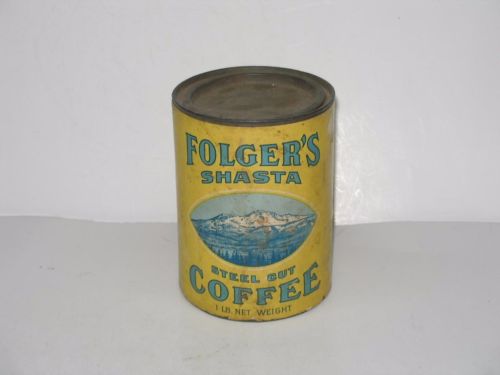 FOLGER'S
SHASTA
STEEL CUT
COFFEE
1 LB. NET. WEIGHT